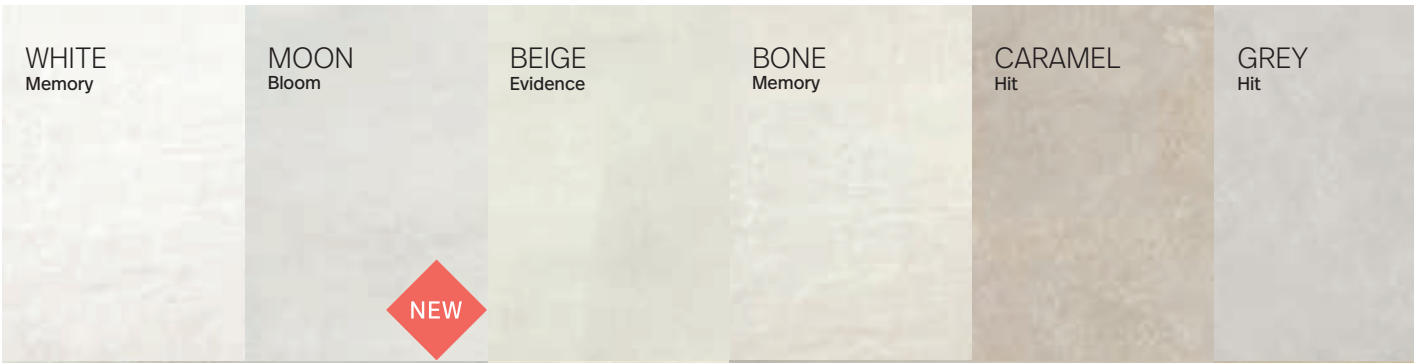 WHITE
Memory
MOON
Bloom
NEW
BEIGE
Evidence
BONE
Memory
CARAMEL
Hit
GREY
Hit